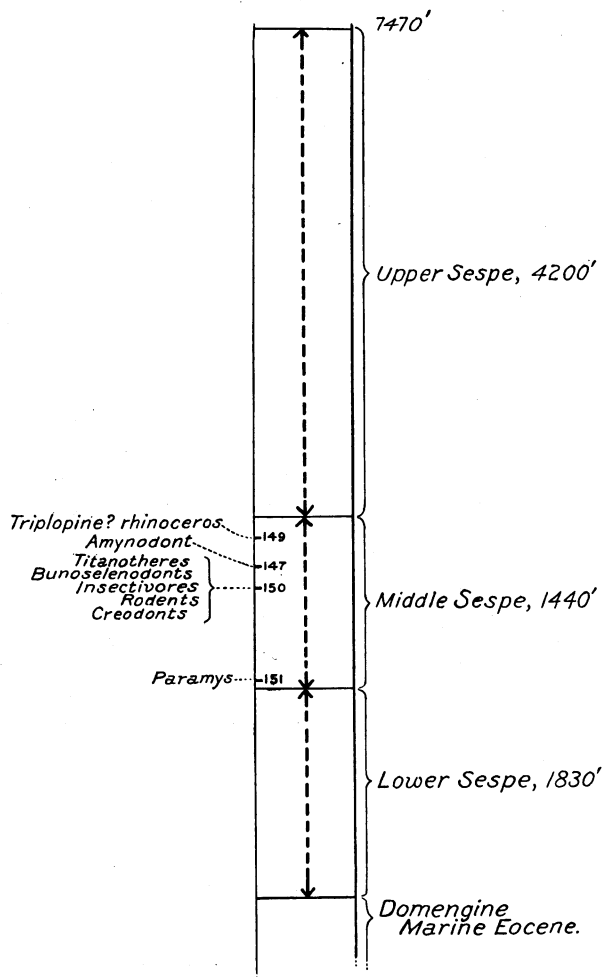 7470'
Upper Sespe, 4200'
Triplopine? rhinoceros
149
Amynodont
147
Titanotheres
Bunoselenodonts
Insectivores
150
Rodents
Creodonts
Middle Sespe, 1440'
Paramys
151
Lower Sespe, 1830'
Domengine
Marine Eocene.